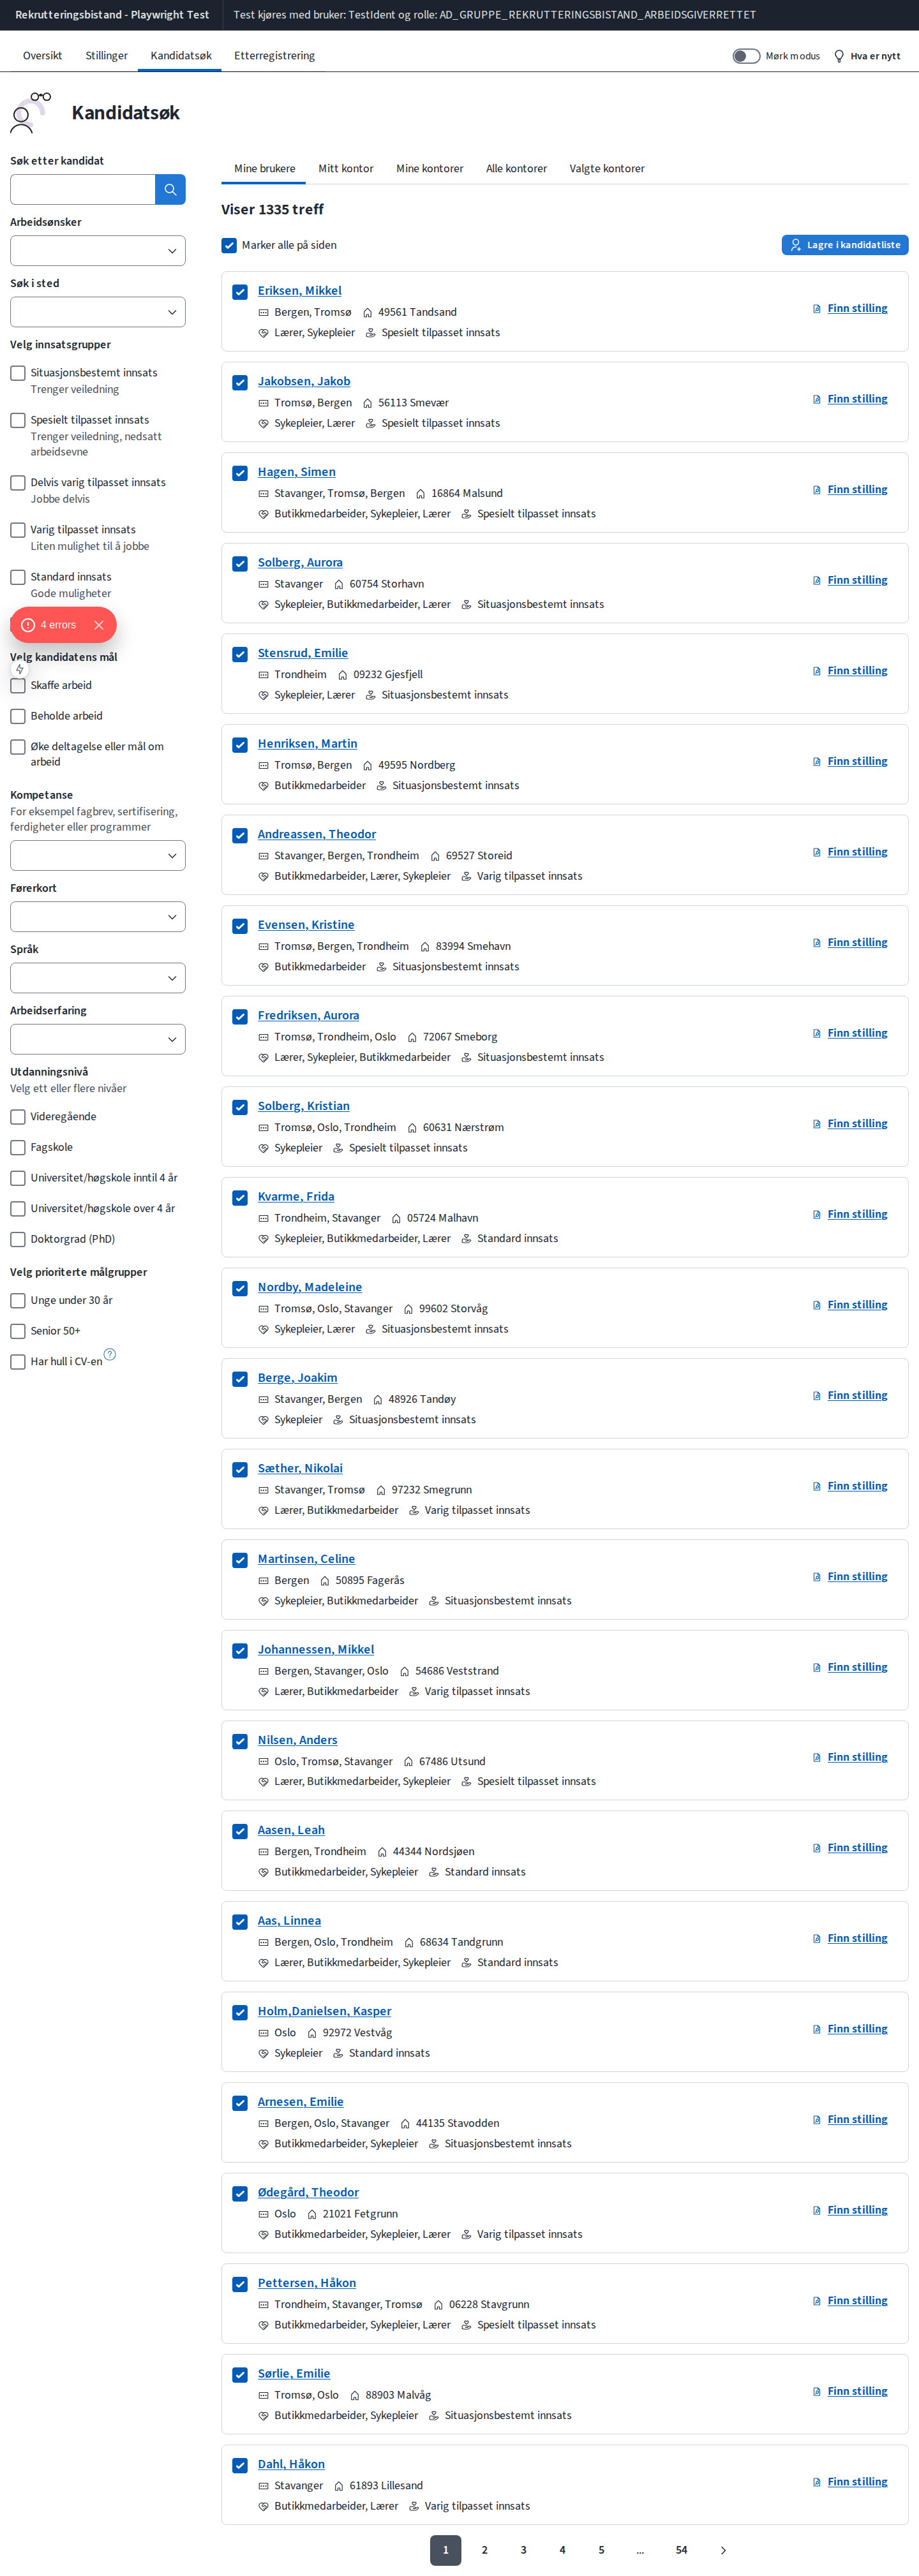 Rekrutteringsbistand - Playwright Test
Test kjøres med bruker: TestIdent og rolle: AD_GRUPPE_REKRUTTERINGSBISTAND_ARBEIDSGIVERRETTET
Oversikt
Stillinger
Kandidatsøk
Etterregistrering
Mørk modus
Hva er nytt
Kandidatsøk
Søk etter kandidat
Arbeidsønsker
Søk i sted
Velg innsatsgrupper
Situasjonsbestemt innsats
Trenger veiledning
Spesielt tilpasset innsats
Trenger veiledning, nedsatt
arbeidsevne
Delvis varig tilpasset innsats
Jobbe delvis
Varig tilpasset innsats
Liten mulighet til å jobbe
Standard innsats
Gode muligheter
4 errors
Velg kandidatens mål
Skaffe arbeid
Beholde arbeid
Øke deltagelse eller mål om
arbeid
Kompetanse
For eksempel fagbrev, sertifisering,
ferdigheter eller programmer
Førerkort
Språk
Arbeidserfaring
Utdanningsnivå
Velg ett eller flere nivåer
Videregående
Fagskole
Universitet/høgskole inntil 4 år
Universitet/høgskole over 4 år
Doktorgrad (PhD)
Velg prioriterte målgrupper
Unge under 30 år
Senior 50+
Har hull i CV-en
Mine brukere
Mitt kontor
Mine kontorer
Alle kontorer
Valgte kontorer
Viser 1335 treff
Marker alle på siden
Lagre i kandidatliste
Eriksen, Mikkel
Bergen, Tromsø 49561 Tandsand
Lærer, Sykepleier Spesielt tilpasset innsats
Finn stilling
Jakobsen, Jakob
Tromsø, Bergen 56113 Smevær
Sykepleier, Lærer Spesielt tilpasset innsats
Finn stilling
Hagen, Simen
Stavanger, Tromsø, Bergen 16864 Malsund
Butikkmedarbeider, Sykepleier, Lærer Spesielt tilpasset innsats
Finn stilling
Solberg, Aurora
Stavanger 60754 Storhavn
Sykepleier, Butikkmedarbeider, Lærer Situasjonsbestemt innsats
Finn stilling
Stensrud, Emilie
Trondheim 09232 Gjesfjell
Sykepleier, Lærer Situasjonsbestemt innsats
Finn stilling
Henriksen, Martin
Tromsø, Bergen 49595 Nordberg
Butikkmedarbeider Situasjonsbestemt innsats
Finn stilling
Andreassen, Theodor
Stavanger, Bergen, Trondheim 69527 Storeid
Butikkmedarbeider, Lærer, Sykepleier Varig tilpasset innsats
Finn stilling
Evensen, Kristine
Tromsø, Bergen, Trondheim 83994 Smehavn
Butikkmedarbeider Situasjonsbestemt innsats
Finn stilling
Fredriksen, Aurora
Tromsø, Trondheim, Oslo 72067 Smeborg
Lærer, Sykepleier, Butikkmedarbeider Situasjonsbestemt innsats
Finn stilling
Solberg, Kristian
Tromsø, Oslo, Trondheim 60631 Nærstrøm
Sykepleier Spesielt tilpasset innsats
Finn stilling
Kvarme, Frida
Trondheim, Stavanger 05724 Malhavn
Sykepleier, Butikkmedarbeider, Lærer Standard innsats
Finn stilling
Nordby, Madeleine
Tromsø, Oslo, Stavanger 99602 Storvåg
Sykepleier, Lærer Situasjonsbestemt innsats
Finn stilling
Berge, Joakim
Stavanger, Bergen 48926 Tandøy
Sykepleier Situasjonsbestemt innsats
Finn stilling
Sæther, Nikolai
Stavanger, Tromsø 97232 Smegrunn
Lærer, Butikkmedarbeider Varig tilpasset innsats
Finn stilling
Martinsen, Celine
Bergen 50895 Fagerås
Sykepleier, Butikkmedarbeider Situasjonsbestemt innsats
Finn stilling
Johannessen, Mikkel
Bergen, Stavanger, Oslo 54686 Veststrand
Lærer, Butikkmedarbeider Varig tilpasset innsats
Finn stilling
Nilsen, Anders
Oslo, Tromsø, Stavanger 67486 Utsund
Lærer, Butikkmedarbeider, Sykepleier Spesielt tilpasset innsats
Finn stilling
Aasen, Leah
Bergen, Trondheim 44344 Nordsjøen
Butikkmedarbeider, Sykepleier Standard innsats
Finn stilling
Aas, Linnea
Bergen, Oslo, Trondheim 68634 Tandgrunn
Lærer, Butikkmedarbeider, Sykepleier Standard innsats
Finn stilling
Holm,Danielsen, Kasper
Oslo 92972 Vestvåg
Sykepleier Standard innsats
Finn stilling
Arnesen, Emilie
Bergen, Oslo, Stavanger 44135 Stavodden
Butikkmedarbeider, Sykepleier Situasjonsbestemt innsats
Finn stilling
Ødegård, Theodor
Oslo 21021 Fetgrunn
Butikkmedarbeider, Sykepleier, Lærer Varig tilpasset innsats
Finn stilling
Pettersen, Håkon
Trondheim, Stavanger, Tromsø 06228 Stavgrunn
Butikkmedarbeider, Sykepleier, Lærer Spesielt tilpasset innsats
Finn stilling
Sørlie, Emilie
Tromsø, Oslo 88903 Malvåg
Butikkmedarbeider, Sykepleier Situasjonsbestemt innsats
Finn stilling
Dahl, Håkon
Stavanger 61893 Lillesand
Butikkmedarbeider, Lærer Varig tilpasset innsats
Finn stilling
1 2 3 4 5 ... 54